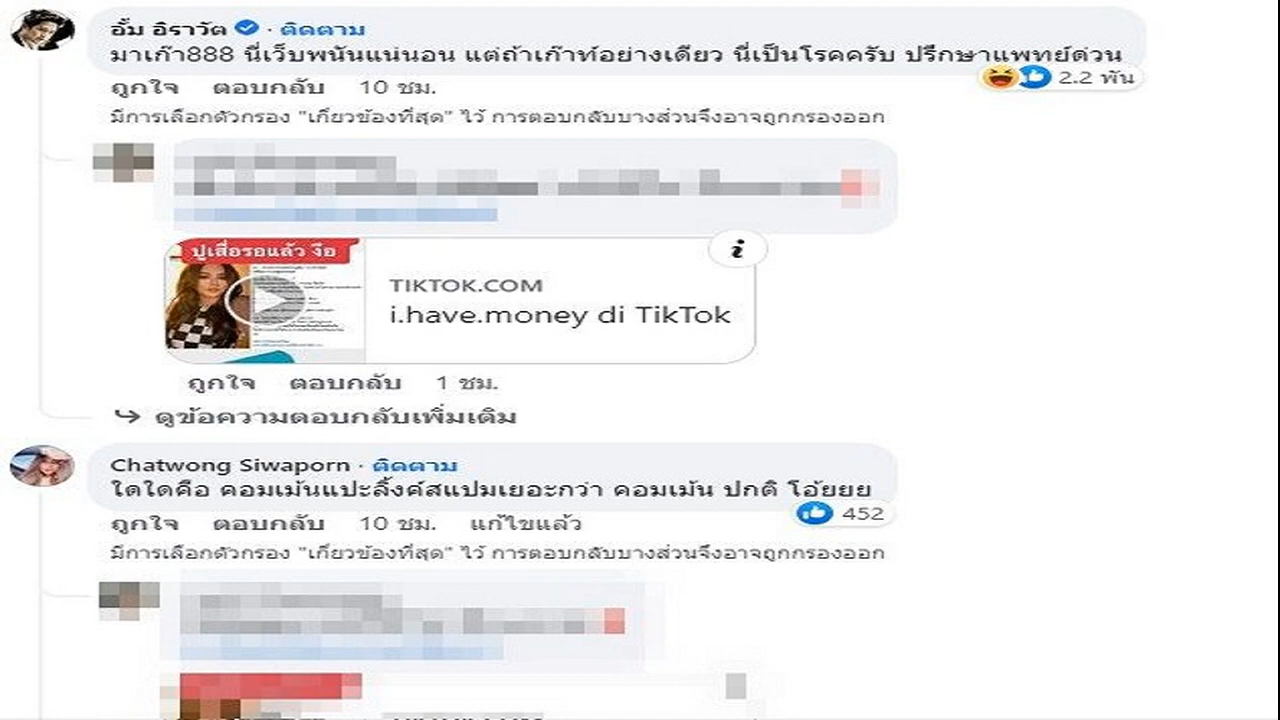 อั้ม อิราวัต · ติดตาม
มาเก๊า888 นี่เว็บพนันแน่นอน แต่ถ้าเก๊าท์อย่างเดียว นี่เป็นโรคครับ ปรึกษาแพทย์ด่วน
2.2 พัน
ถูกใจ ตอบกลับ 10 ชม.
มีการเลือกตัวกรอง "เกี่ยวข้องที่สุด" ไว้ การตอบกลับบางส่วนจึงอาจถูกกรองออก
ปูเสื่อรอแล้ว งือ
TIKTOK.COM
i.have.money di TikTok
ถูกใจ ตอบกลับ 1 ชม.
ดูข้อความตอบกลับเพิ่มเติม
Chatwong Siwaporn · ติดตาม
ใดใดคือ คอมเม้นแปะลิ้งค์สแปมเยอะกว่า คอมเม้น ปกติ โอ้ยยย
452
ถูกใจ ตอบกลับ 10 ชม. แก้ไขแล้ว
มีการเลือกตัวกรอง "เกี่ยวข้องที่สุด" ไว้ การตอบกลับบางส่วนจึงอาจถูกกรองออก